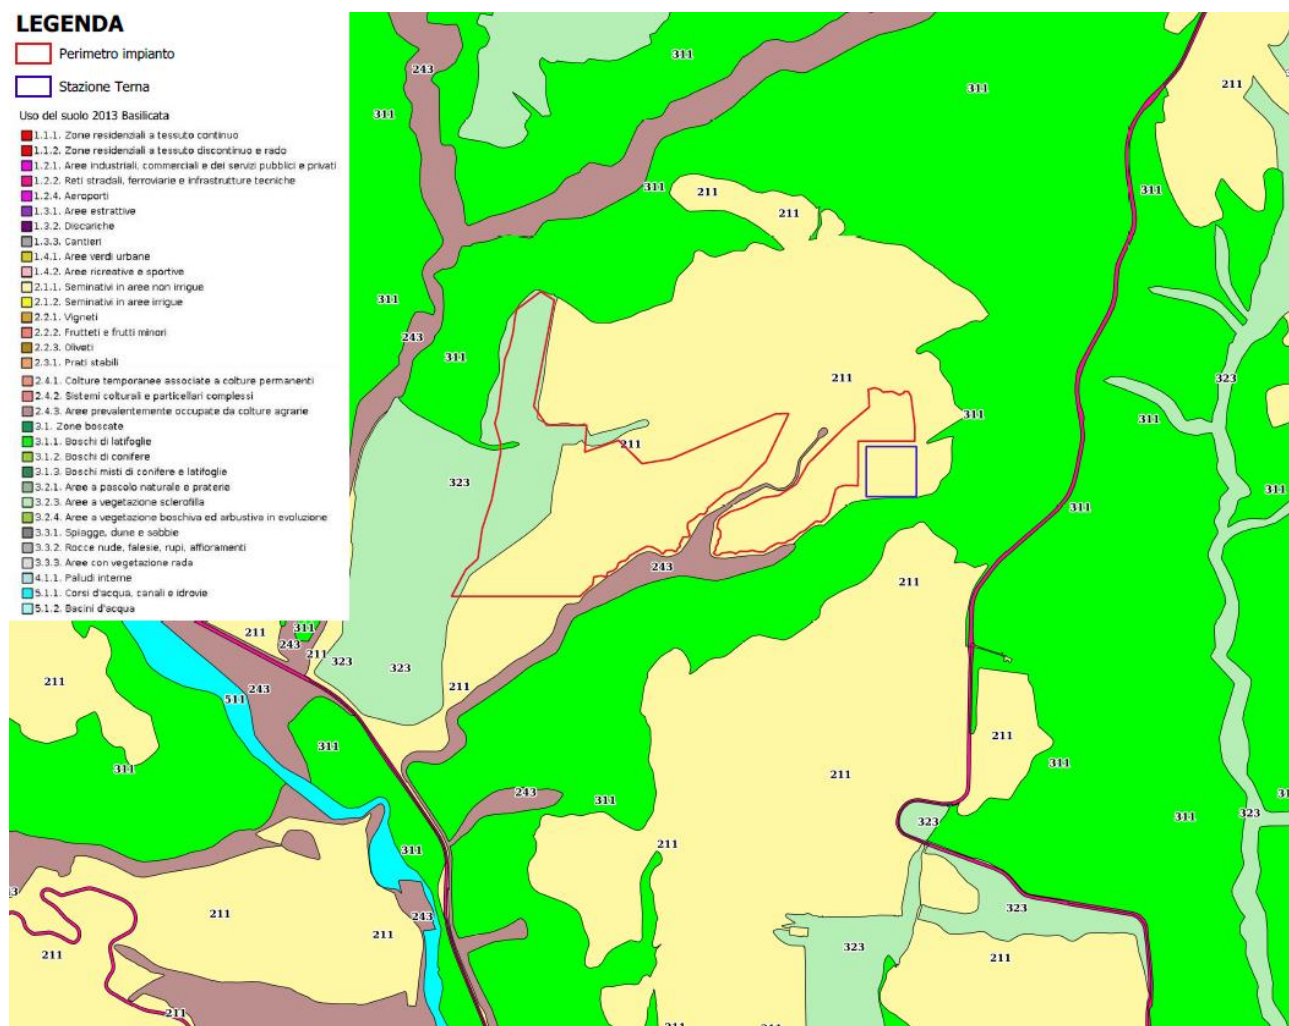 LEGENDA
Perimetro impianto
Stazione Terna
Uso del suolo 2013 Basilicata
1.1.1. Zone residenziali a tessuto continuo
1.1.2. Zone residenziali a tessuto discontinuo e rado
1.2.1. Aree industriali, commerciali e dei servizi pubblici e privati
1.2.2. Reti stradali, ferroviarie e infrastrutture tecniche
1.2.4. Aeroporti
1.3.1. Aree estrattive
1.3.2. Discariche
1.3.3. Cantieri
1.4.1. Aree verdi urbane
1.4.2. Aree ricreative e sportive
2.1.1. Seminativi in aree non irrigue
2.1.2. Seminativi in aree irrigue
2.2.1. Vigneti
2.2.2. Frutteti e frutti minori
2.2.3. Oliveti
2.3.1. Prati stabili
2.4.1. Colture temporanee associate a colture permanenti
2.4.2. Sistemi colturali e particellari complessi
2.4.3. Aree prevalentemente occupate da colture agrarie
3.1. Zone boscate
3.1.1. Boschi di latifoglie
3.1.2. Boschi di conifere
3.1.3. Boschi misti di conifere e latifoglie
3.2.1. Aree a pascolo naturale e praterie
3.2.3. Aree a vegetazione sclerofilla
3.2.4. Aree a vegetazione boschiva ed arbustiva in evoluzione
3.3.1. Spiagge, dune e sabbie
3.3.2. Rocce nude, falesie, rupi, affioramenti
3.3.3. Aree con vegetazione rada
4.1.1. Paludi interne
5.1.1. Corsi d'acqua, canali e idrovie
5.1.2. Bacini d'acqua
311
243
311
211
311
311
311
211
311
211
311
243
311
211
323
311
311
211
323
311
311
243
211
311
211
243
211
323
323
211
211
243
511
311
211
311
311
211
243
311
211
323
311
323
211
311
243
211
211
323
323
211
211
211